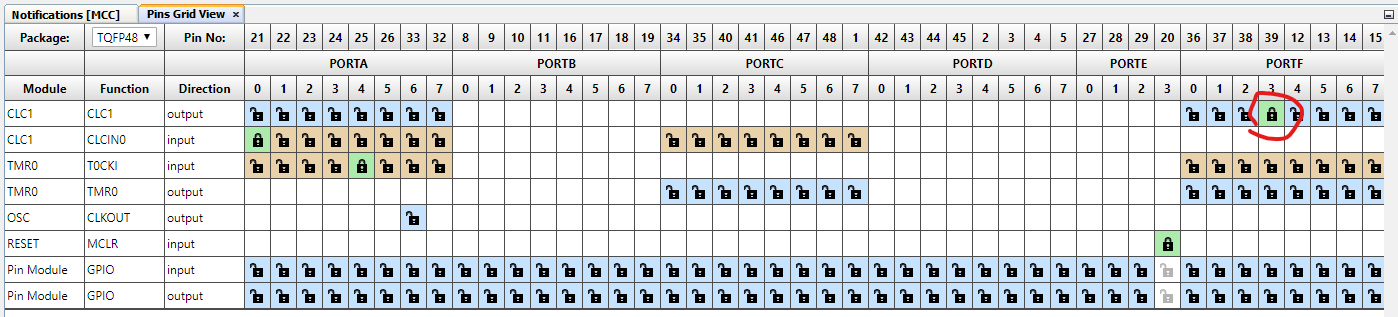 Notifications [MCC] Pins Grid View ×
Package: TQFP48 ▼ Pin No: 21 22 23 24 25 26 33 32 8 9 10 11 16 17 18 19 34 35 40 41 46 47 48 1 42 43 44 45 2 3 4 5 27 28 29 20 36 37 38 39 12 13 14 15
PORTA PORTB PORTC PORTD PORTE PORTF
Module Function Direction 0 1 2 3 4 5 6 7 0 1 2 3 4 5 6 7 0 1 2 3 4 5 6 7 0 1 2 3 4 5 6 7 0 1 2 3 0 1 2 3 4 5 6 7
CLC1 CLC1 output
CLC1 CLCIN0 input
TMR0 T0CKI input
TMR0 TMR0 output
OSC CLKOUT output
RESET MCLR input
Pin Module GPIO input
Pin Module GPIO output